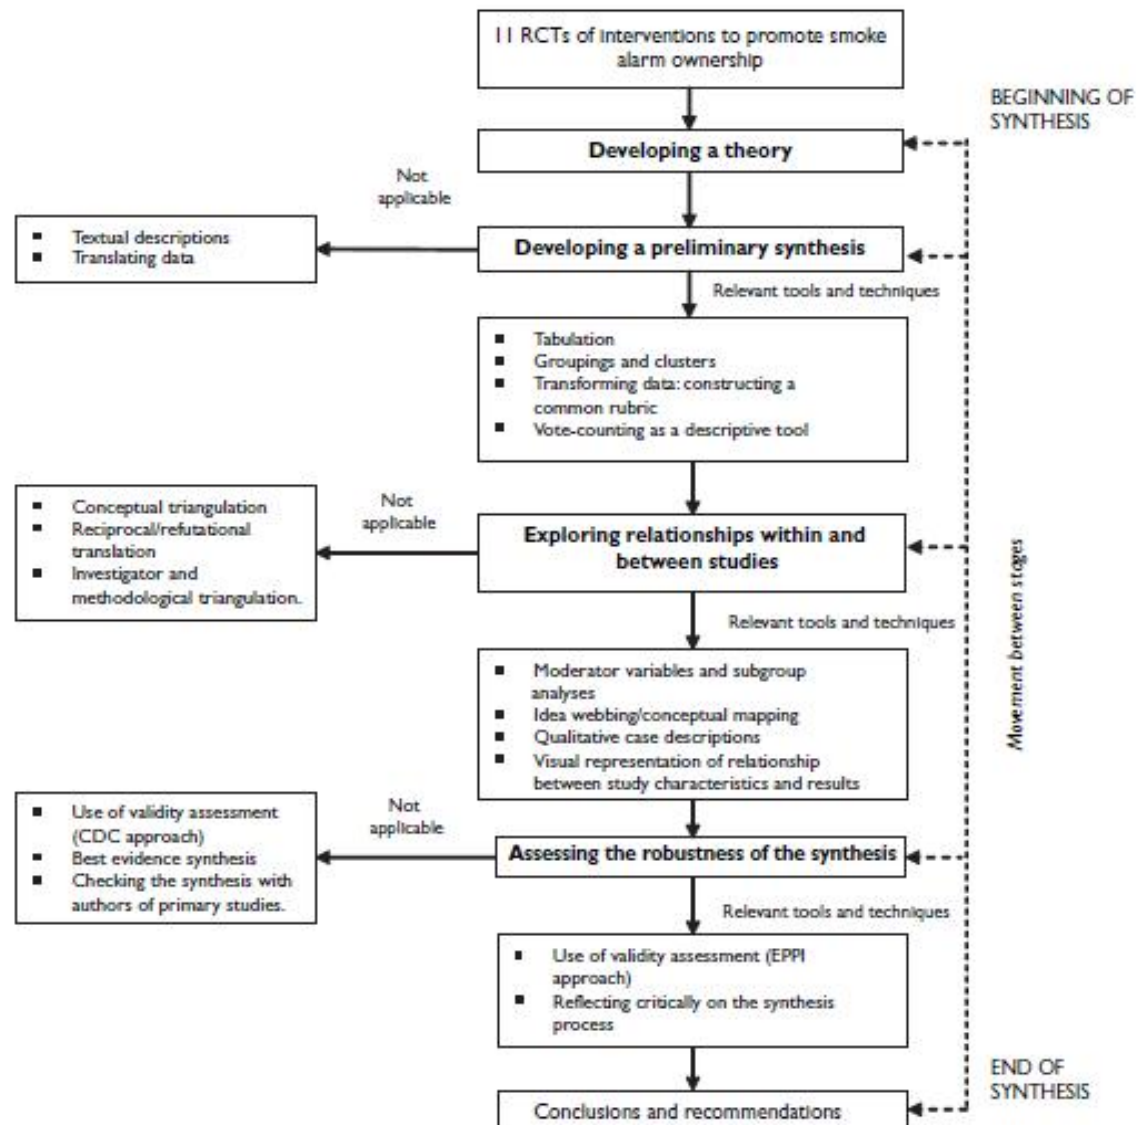 11 RCTs of interventions to promote smoke
alarm ownership
BEGINNING OF
SYNTHESIS
Developing a theory
Not
applicable
▪ Textual descriptions
▪ Translating data
Developing a preliminary synthesis
Relevant tools and techniques
▪ Tabulation
▪ Groupings and clusters
▪ Transforming data: constructing a
common rubric
▪ Vote-counting as a descriptive tool
Not
applicable
▪ Conceptual triangulation
▪ Reciprocal/refutational
translation
▪ Investigator and
methodological triangulation.
Exploring relationships within and
between studies
Relevant tools and techniques
Movement between stages
▪ Moderator variables and subgroup
analyses
▪ Idea webbing/conceptual mapping
▪ Qualitative case descriptions
▪ Visual representation of relationship
between study characteristics and results
Not
applicable
▪ Use of validity assessment
(CDC approach)
▪ Best evidence synthesis
▪ Checking the synthesis with
authors of primary studies.
Assessing the robustness of the synthesis
Relevant tools and techniques
▪ Use of validity assessment (EPPI
approach)
▪ Reflecting critically on the synthesis
process
END OF
SYNTHESIS
Conclusions and recommendations